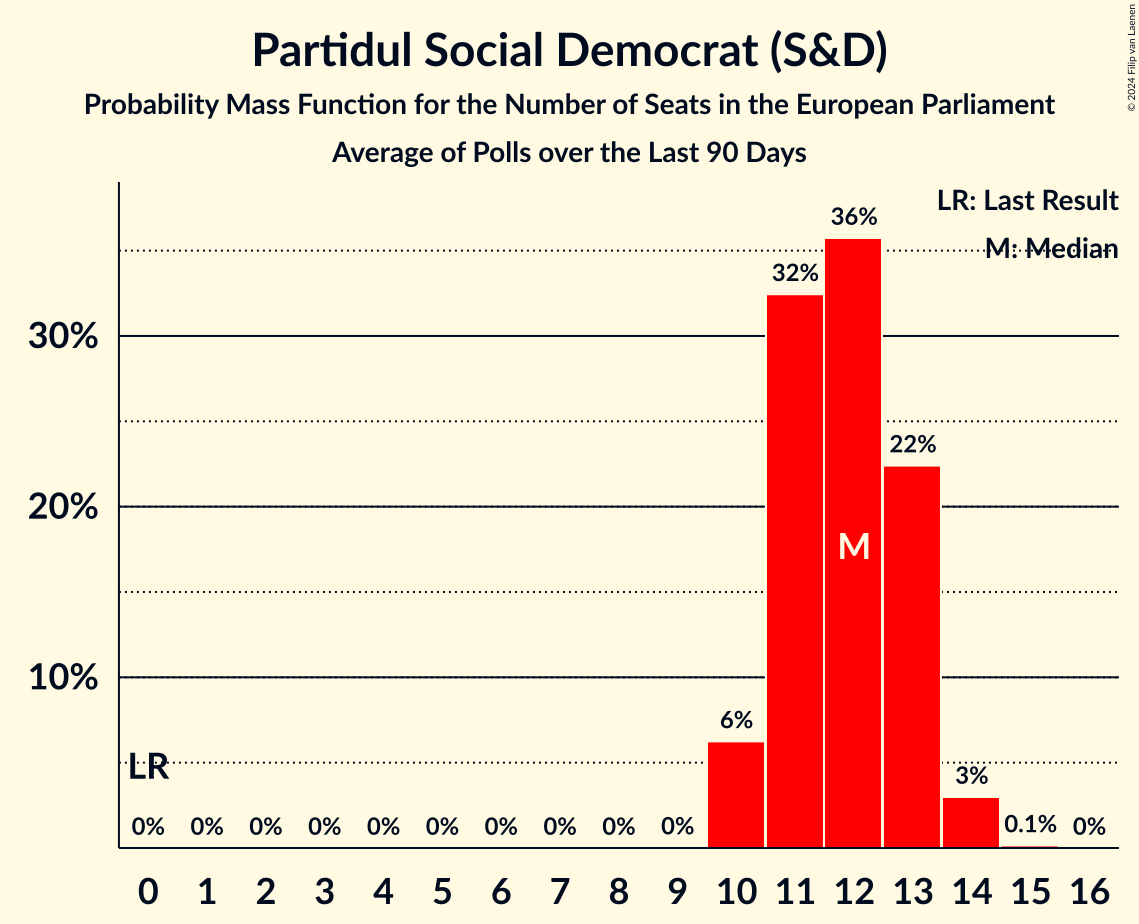 Partidul Social Democrat (S&D)
Probability Mass Function for the Number of Seats in the European Parliament
Average of Polls over the Last 90 Days
© 2024 Filip van Laenen
LR: Last Result
M: Median
30%
20%
10%
LR
M
0% 0% 0% 0% 0% 0% 0% 0% 0% 0% 6% 32% 36% 22% 3% 0.1% 0%
0 1 2 3 4 5 6 7 8 9 10 11 12 13 14 15 16